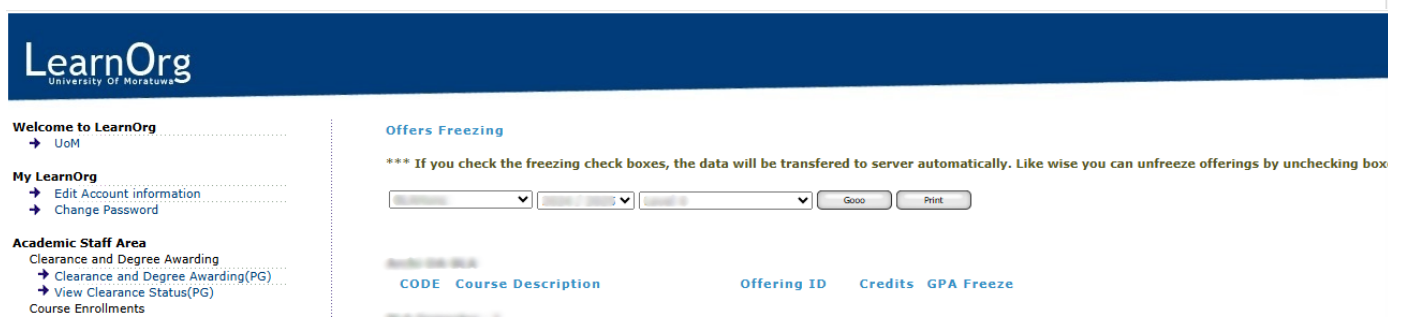 LearnOrg
University Of Moratuwa
Welcome to LearnOrg
UoM
My LearnOrg
Edit Account information
Change Password
Academic Staff Area
Clearance and Degree Awarding
Clearance and Degree Awarding(PG)
View Clearance Status(PG)
Course Enrollments
Offers Freezing
*** If you check the freezing check boxes, the data will be transfered to server automatically. Like wise you can unfreeze offerings by unchecking
Gooo Print
CODE Course Description Offering ID Credits GPA Freeze